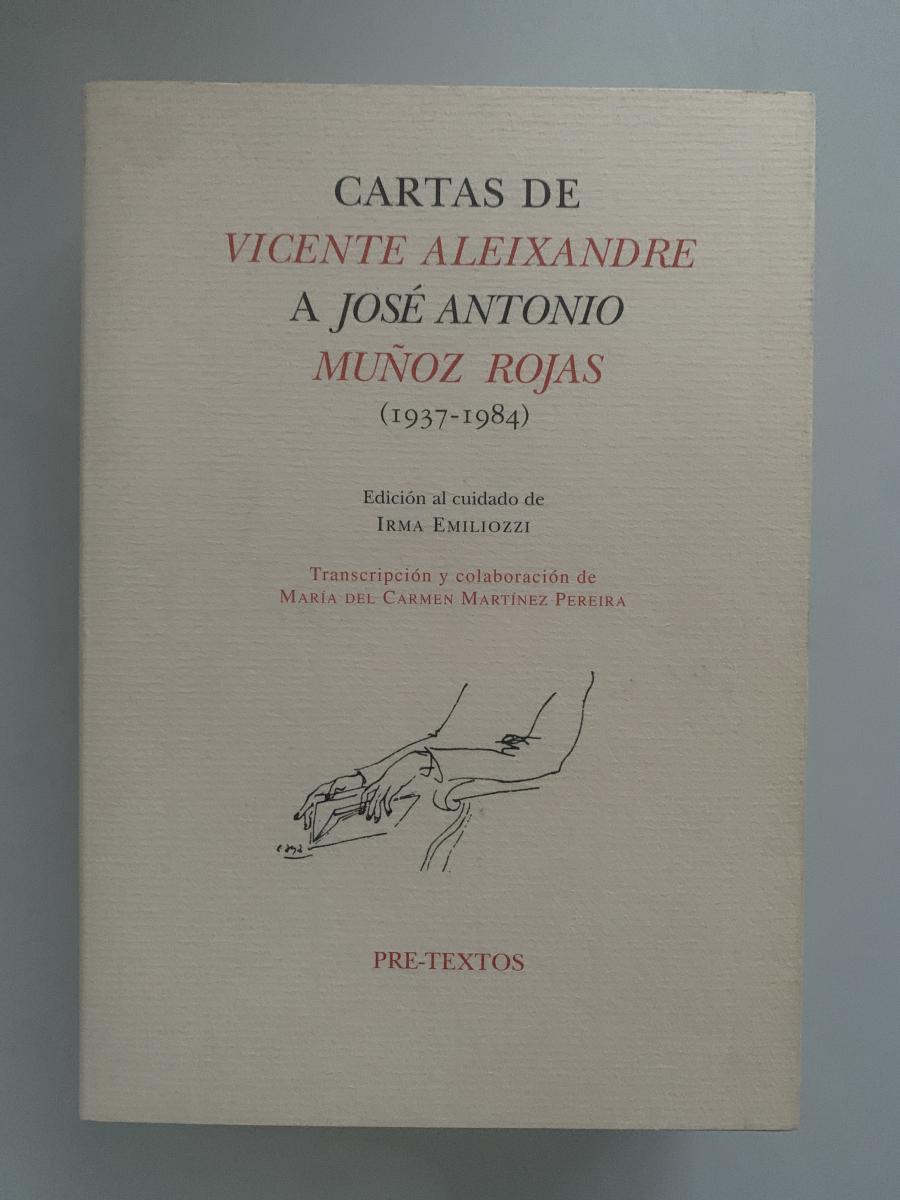 CARTAS DE
VICENTE ALEIXANDRE
A JOSÉ ANTONIO
MUÑOZ ROJAS
(1937-1984)
Edición al cuidado de
IRMA EMILIOZZI
Transcripción y colaboración de
MARÍA DEL CARMEN MARTÍNEZ PEREIRA
PRE-TEXTOS